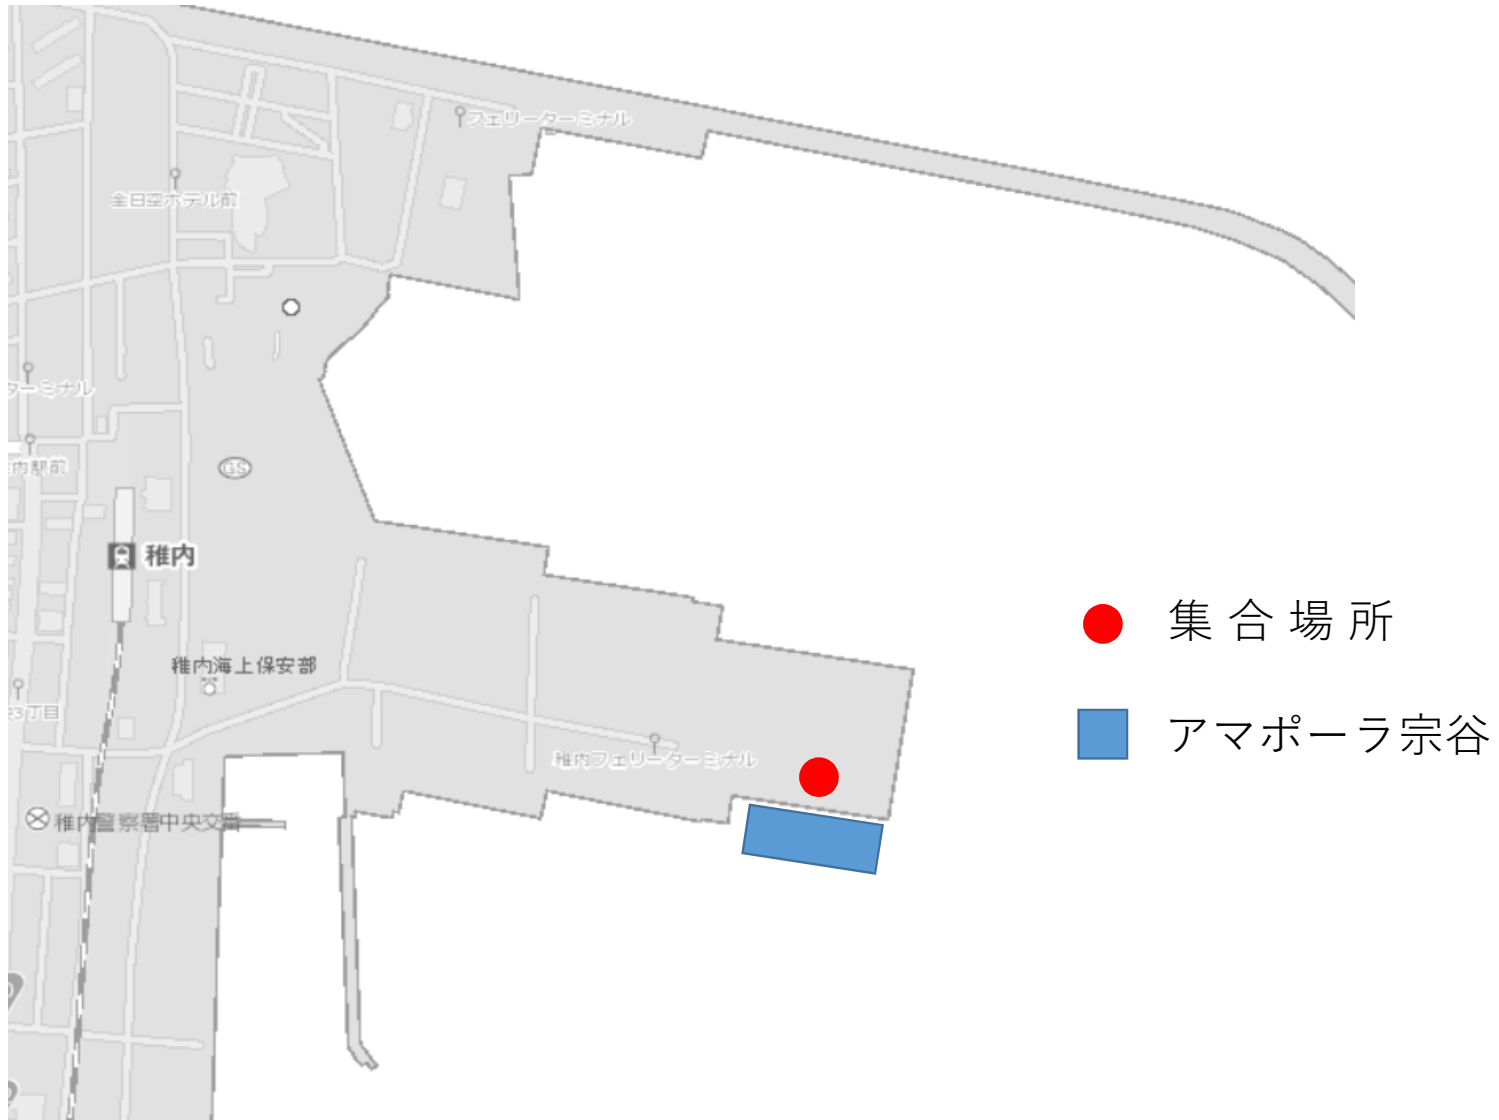 フェリーターミナル
全日空ホテル前
ターミナル
内駅前
GS
稚内
集合場所
稚内海上保安部
3丁目
アマポーラ宗谷
稚内フェリーターミナル
稚内警察署中央交番